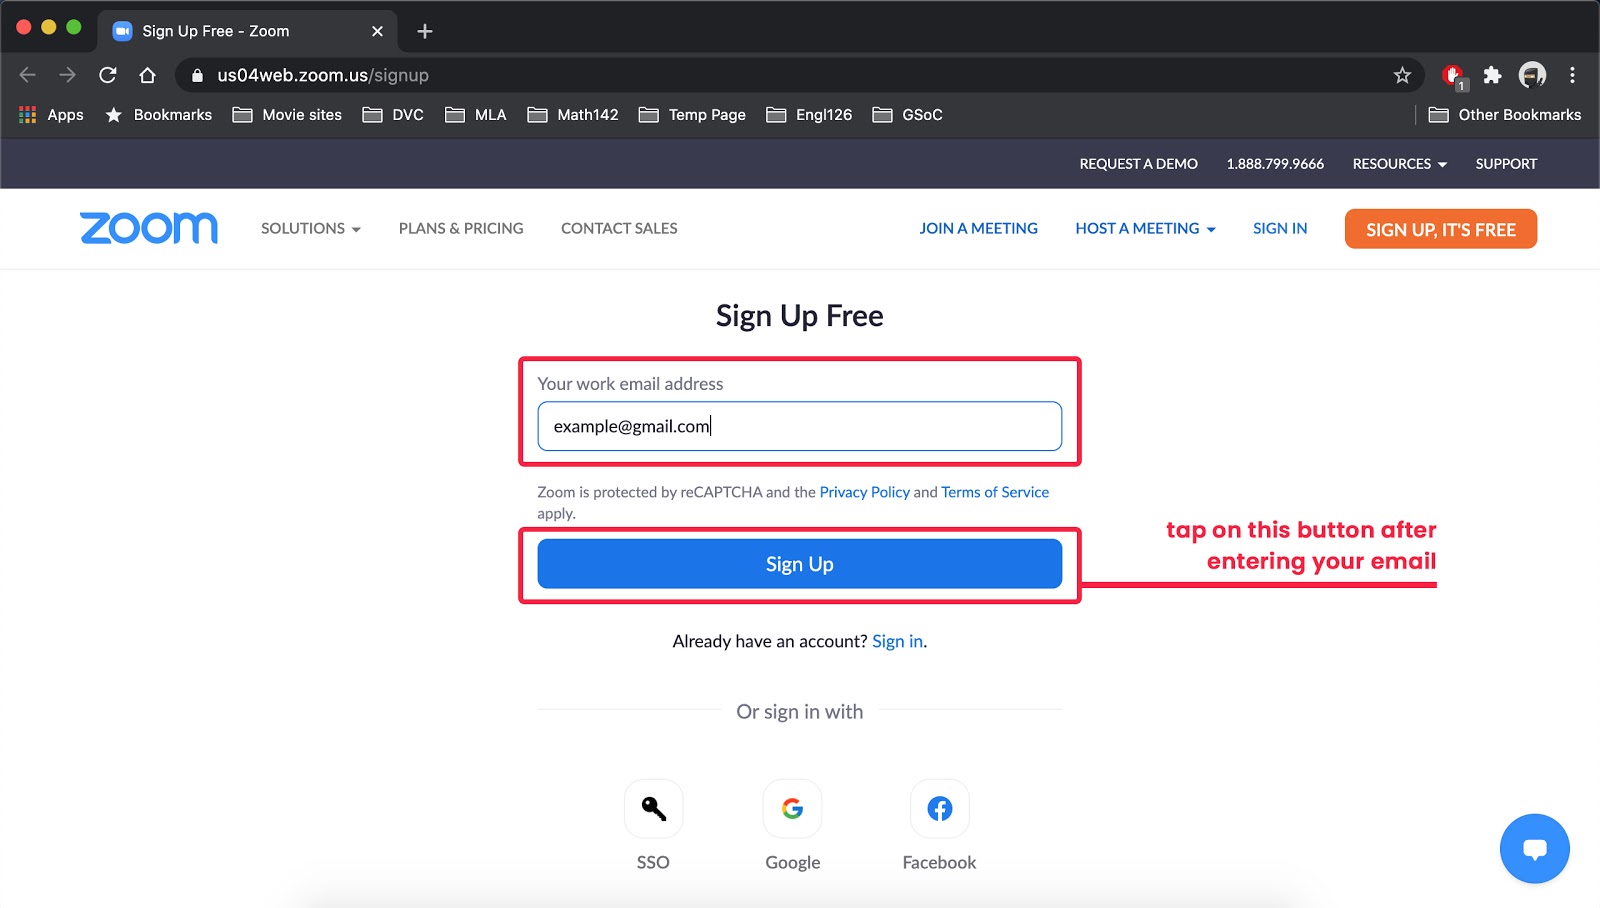 Sign Up Free - Zoom
us04web.zoom.us/signup
1
Apps Bookmarks Movie sites DVC MLA Math142 Temp Page Engl126 GSoC Other Bookmarks
REQUEST A DEMO 1.888.799.9666 RESOURCES SUPPORT
zoom SOLUTIONS PLANS & PRICING CONTACT SALES JOIN A MEETING HOST A MEETING SIGN IN SIGN UP, IT'S FREE
Sign Up Free
Your work email address
example@gmail.com
Zoom is protected by reCAPTCHA and the Privacy Policy and Terms of Service
apply.
tap on this button after
entering your email
Sign Up
Already have an account? Sign in.
Or sign in with
SSO Google Facebook